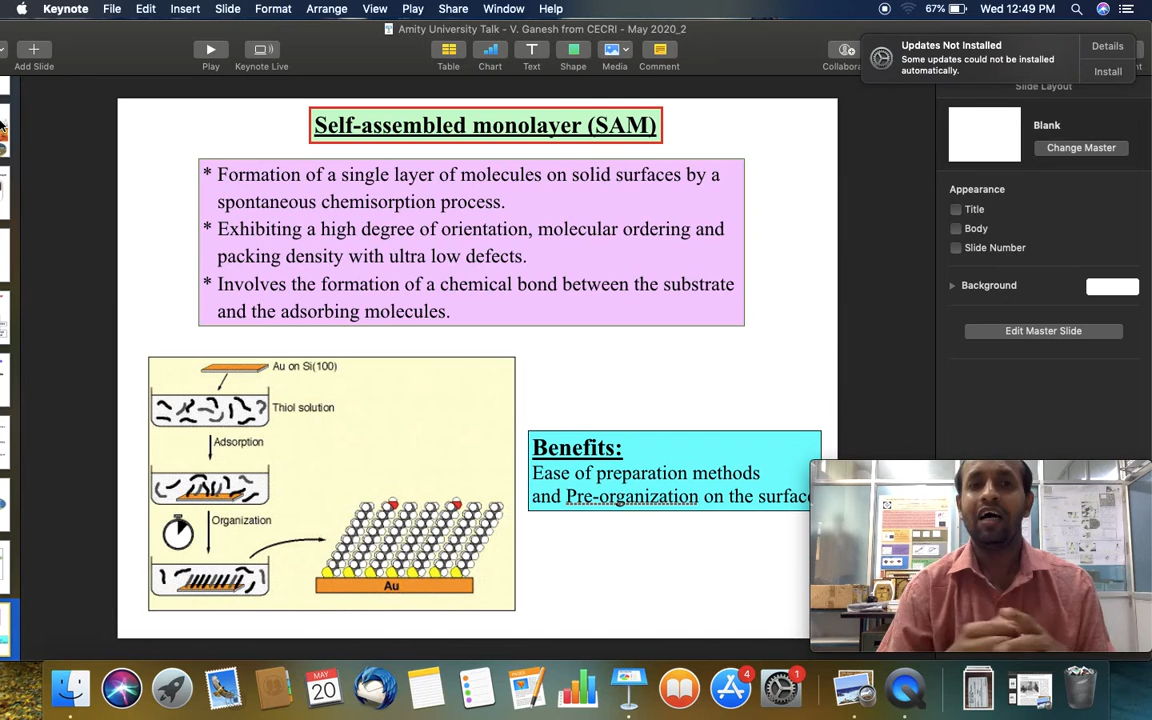 Keynote File Edit Insert Slide Format Arrange View Play Share Window Help 67% Wed 12:49 PM
Amity University Talk - V. Ganesh from CECRI - May 2020_2
Add Slide Play Keynote Live Table Chart Text Shape Media Comment Collabora
Updates Not Installed
Some updates could not be installed
automatically.
Details
Install
Slide Layout
Blank
Change Master
Appearance
Title
Body
Slide Number
Background
Edit Master Slide
Self-assembled monolayer (SAM)
* Formation of a single layer of molecules on solid surfaces by a
spontaneous chemisorption process.
* Exhibiting a high degree of orientation, molecular ordering and
packing density with ultra low defects.
* Involves the formation of a chemical bond between the substrate
and the adsorbing molecules.
Au on Si(100)
Thiol solution
Adsorption
Organization
Au
Benefits:
Ease of preparation methods
and Pre-organization on the surface
MAY
20
4
1